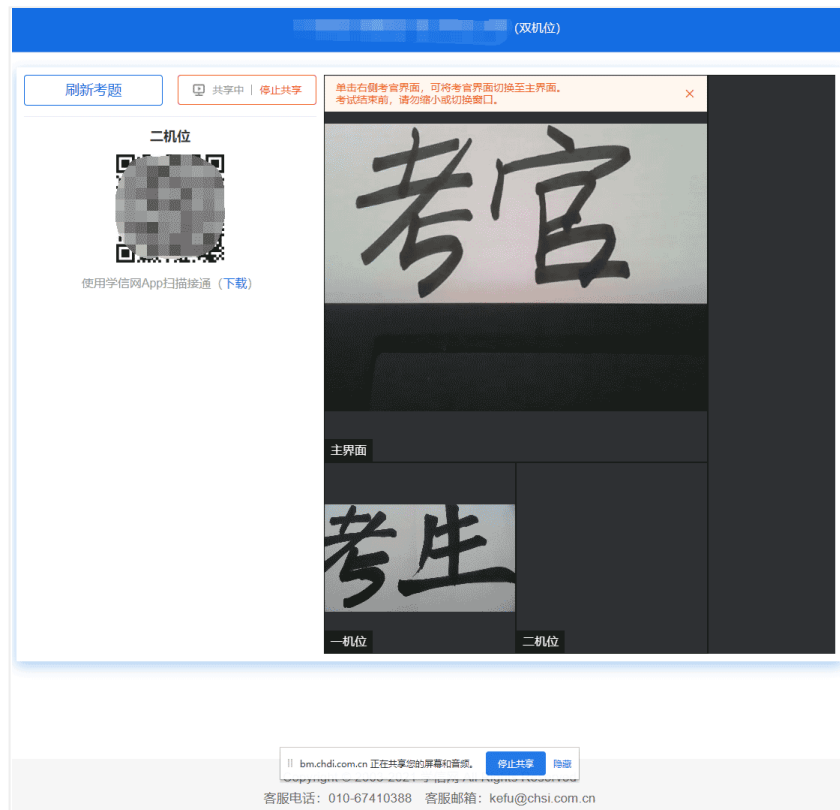 (双机位)
刷新考题
共享中 | 停止共享
单击右侧考官界面，可将考官界面切换至主界面。
考试结束前，请勿缩小或切换窗口。
二机位
使用学信网App扫描接通（下载）
考官
主界面
考生
一机位
二机位
bm.chdi.com.cn 正在共享您的屏幕和音频。
停止共享
隐藏
客服电话：010-67410388 客服邮箱：kefu@chsi.com.cn